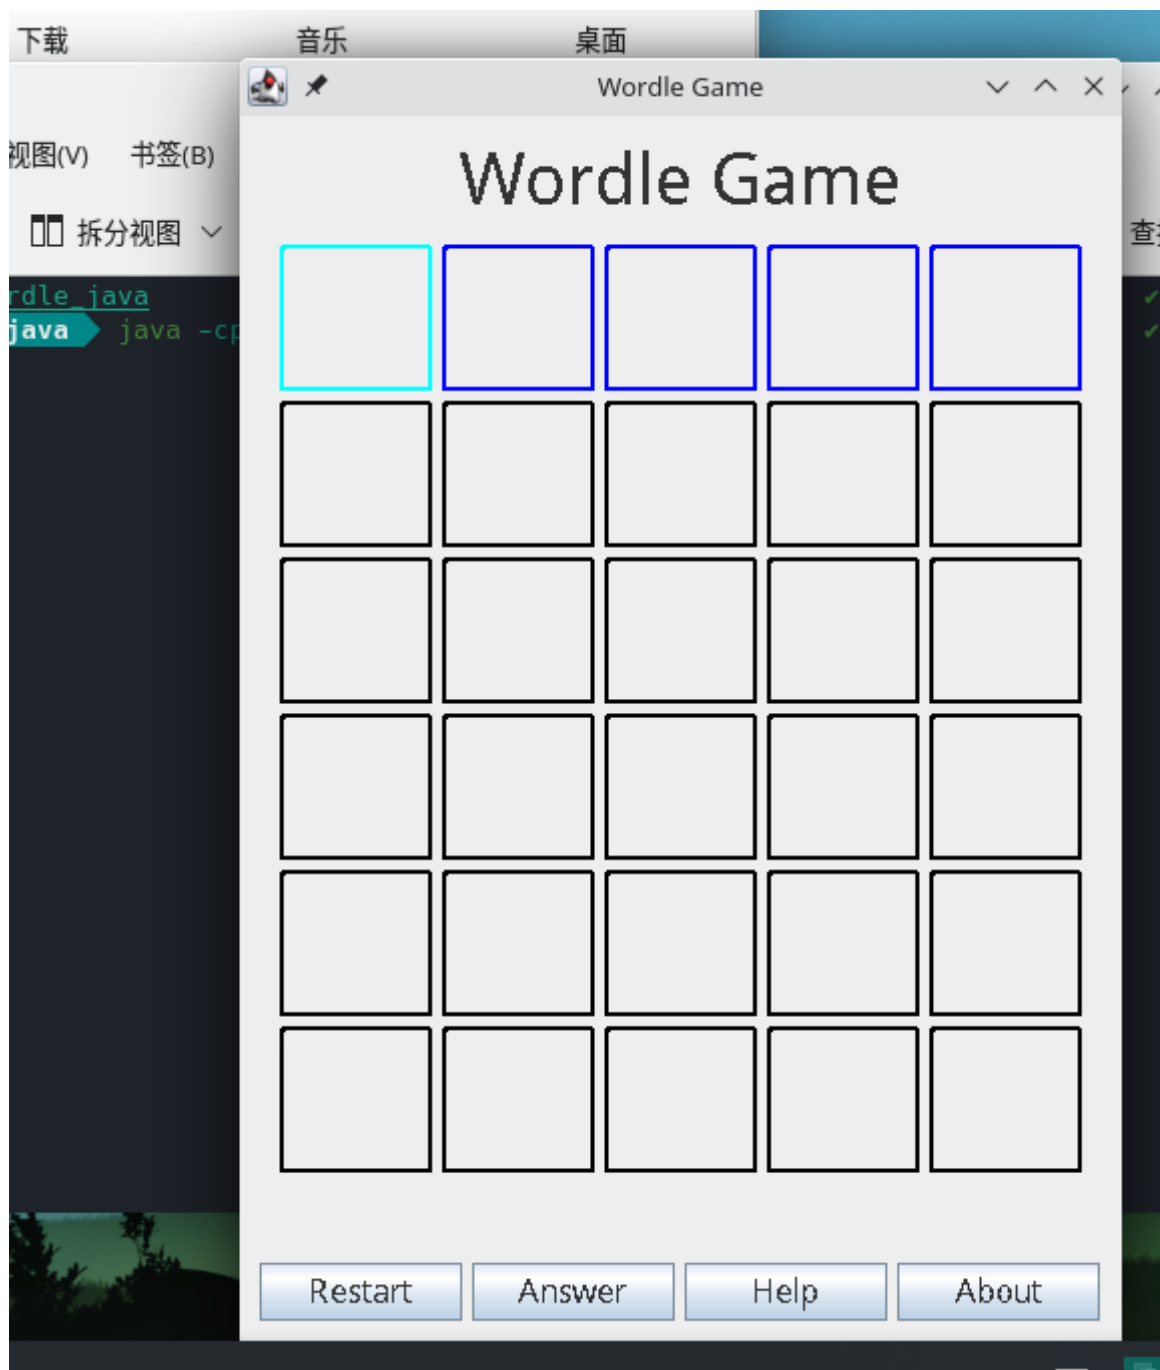 下载 音乐 桌面
Wordle Game
视图(V) 书签(B)
Wordle Game
拆分视图
rdle_java
java java -cp
Restart Answer Help About